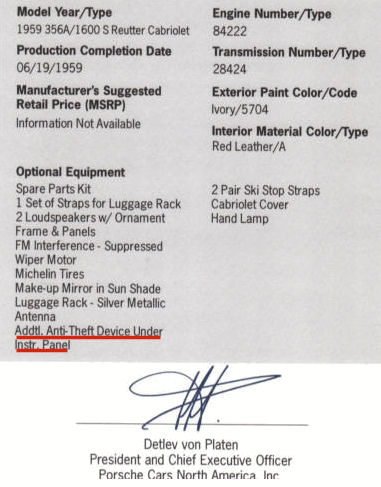 Model Year/Type
1959 356A/1600 S Reutter Cabriolet
Production Completion Date
06/19/1959
Manufacturer's Suggested
Retail Price (MSRP)
Information Not Available
Engine Number/Type
84222
Transmission Number/Type
28424
Exterior Paint Color/Code
Ivory/5704
Interior Material Color/Type
Red Leather/A
Optional Equipment
Spare Parts Kit
1 Set of Straps for Luggage Rack
2 Loudspeakers w/ Ornament
Frame & Panels
FM Interference - Suppressed
Wiper Motor
Michelin Tires
Make-up Mirror in Sun Shade
Luggage Rack - Silver Metallic
Antenna
Addtl. Anti-Theft Device Under
Instr. Panel
2 Pair Ski Stop Straps
Cabriolet Cover
Hand Lamp
Detlev von Platen
President and Chief Executive Officer
Porsche Cars North America, Inc